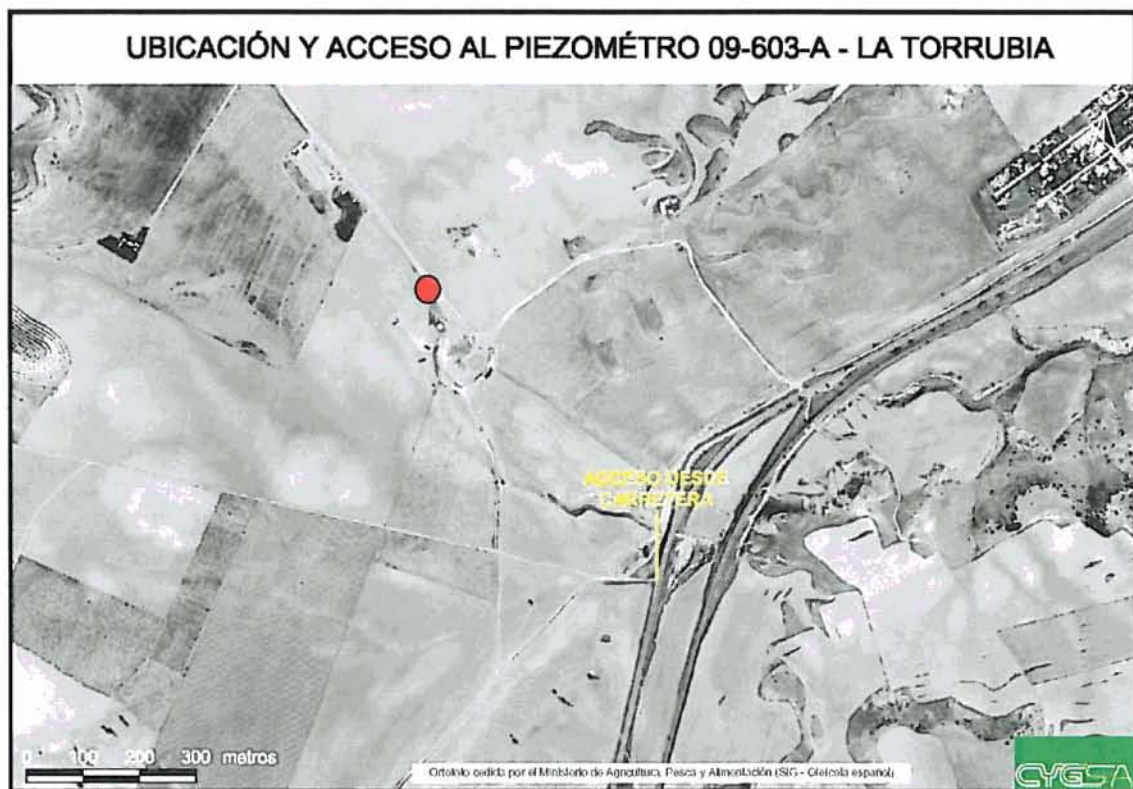 UBICACIÓN Y ACCESO AL PIEZOMÉTRO 09-603-A - LA TORRUBIA
ACCESO DESDE
CARRETERA
0 100 200 300 metros
Ortofoto cedida por el Ministerio de Agricultura, Pesca y Alimentación (SIG - Oleícola español)
CYGSA